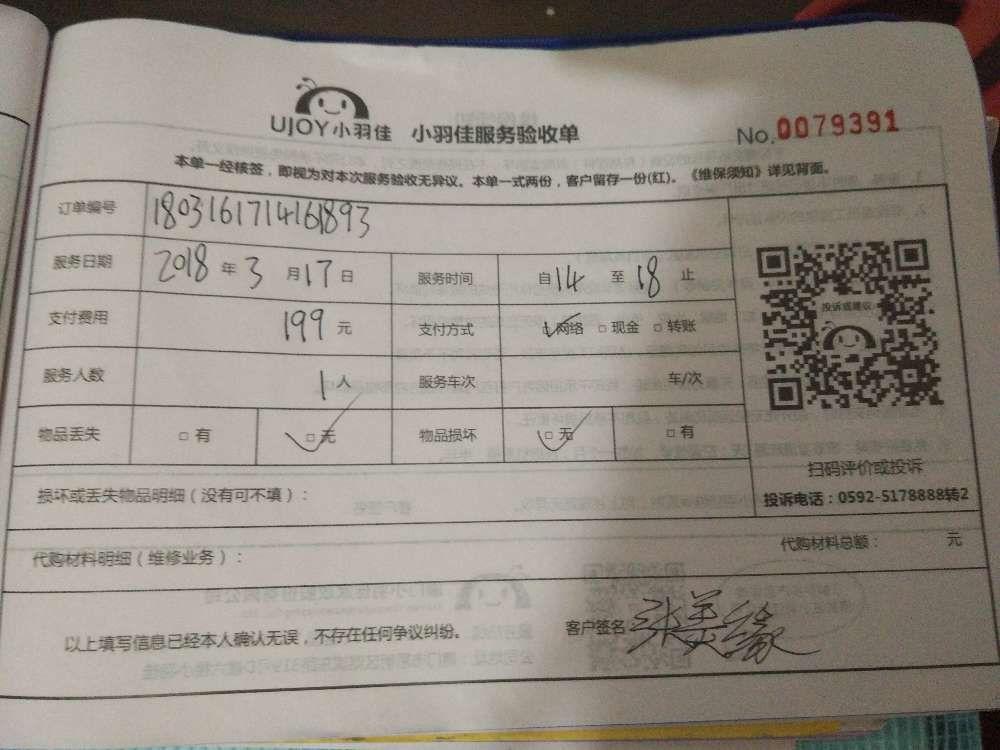 UJOY小羽佳 小羽佳服务验收单 No.0079391
本单一经核签，即视为对本次服务验收无异议。本单一式两份，客户留存一份(红)。《维保须知》详见背面。
订单编号 1803161714161893
服务日期 2018 年 3 月 17 日 服务时间 自 14 至 18 止
支付费用 199 元 支付方式 □网络 □现金 □转账
服务人数 1 人 服务车次 车/次
物品丢失 □有 □无 物品损坏 □无 □有
投诉或建议
扫码评价或投诉
投诉电话：0592-5178888转2
损坏或丢失物品明细（没有可不填）：
代购材料明细（维修业务）： 代购材料总额： 元
以上填写信息已经本人确认无误，不存在任何争议纠纷。 客户签名 张美缘